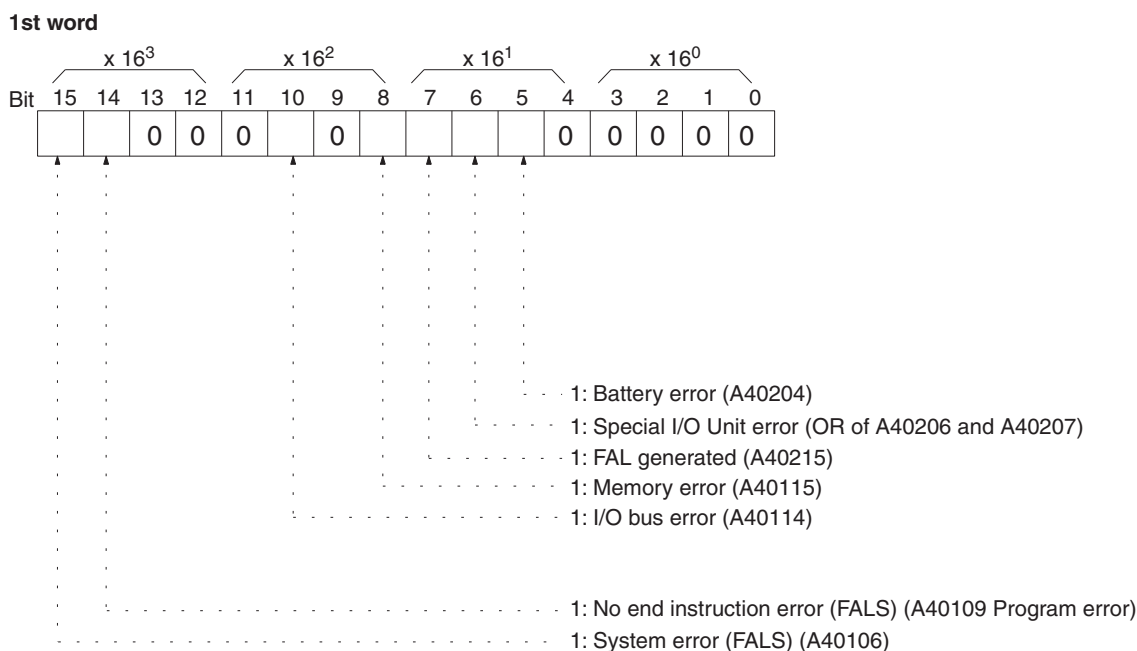 1st word
x 16³ x 16² x 16¹ x 16⁰
Bit 15 14 13 12 11 10 9 8 7 6 5 4 3 2 1 0
0 0 0 0 0 0 0 0 0
1: Battery error (A40204)
1: Special I/O Unit error (OR of A40206 and A40207)
1: FAL generated (A40215)
1: Memory error (A40115)
1: I/O bus error (A40114)
1: No end instruction error (FALS) (A40109 Program error)
1: System error (FALS) (A40106)